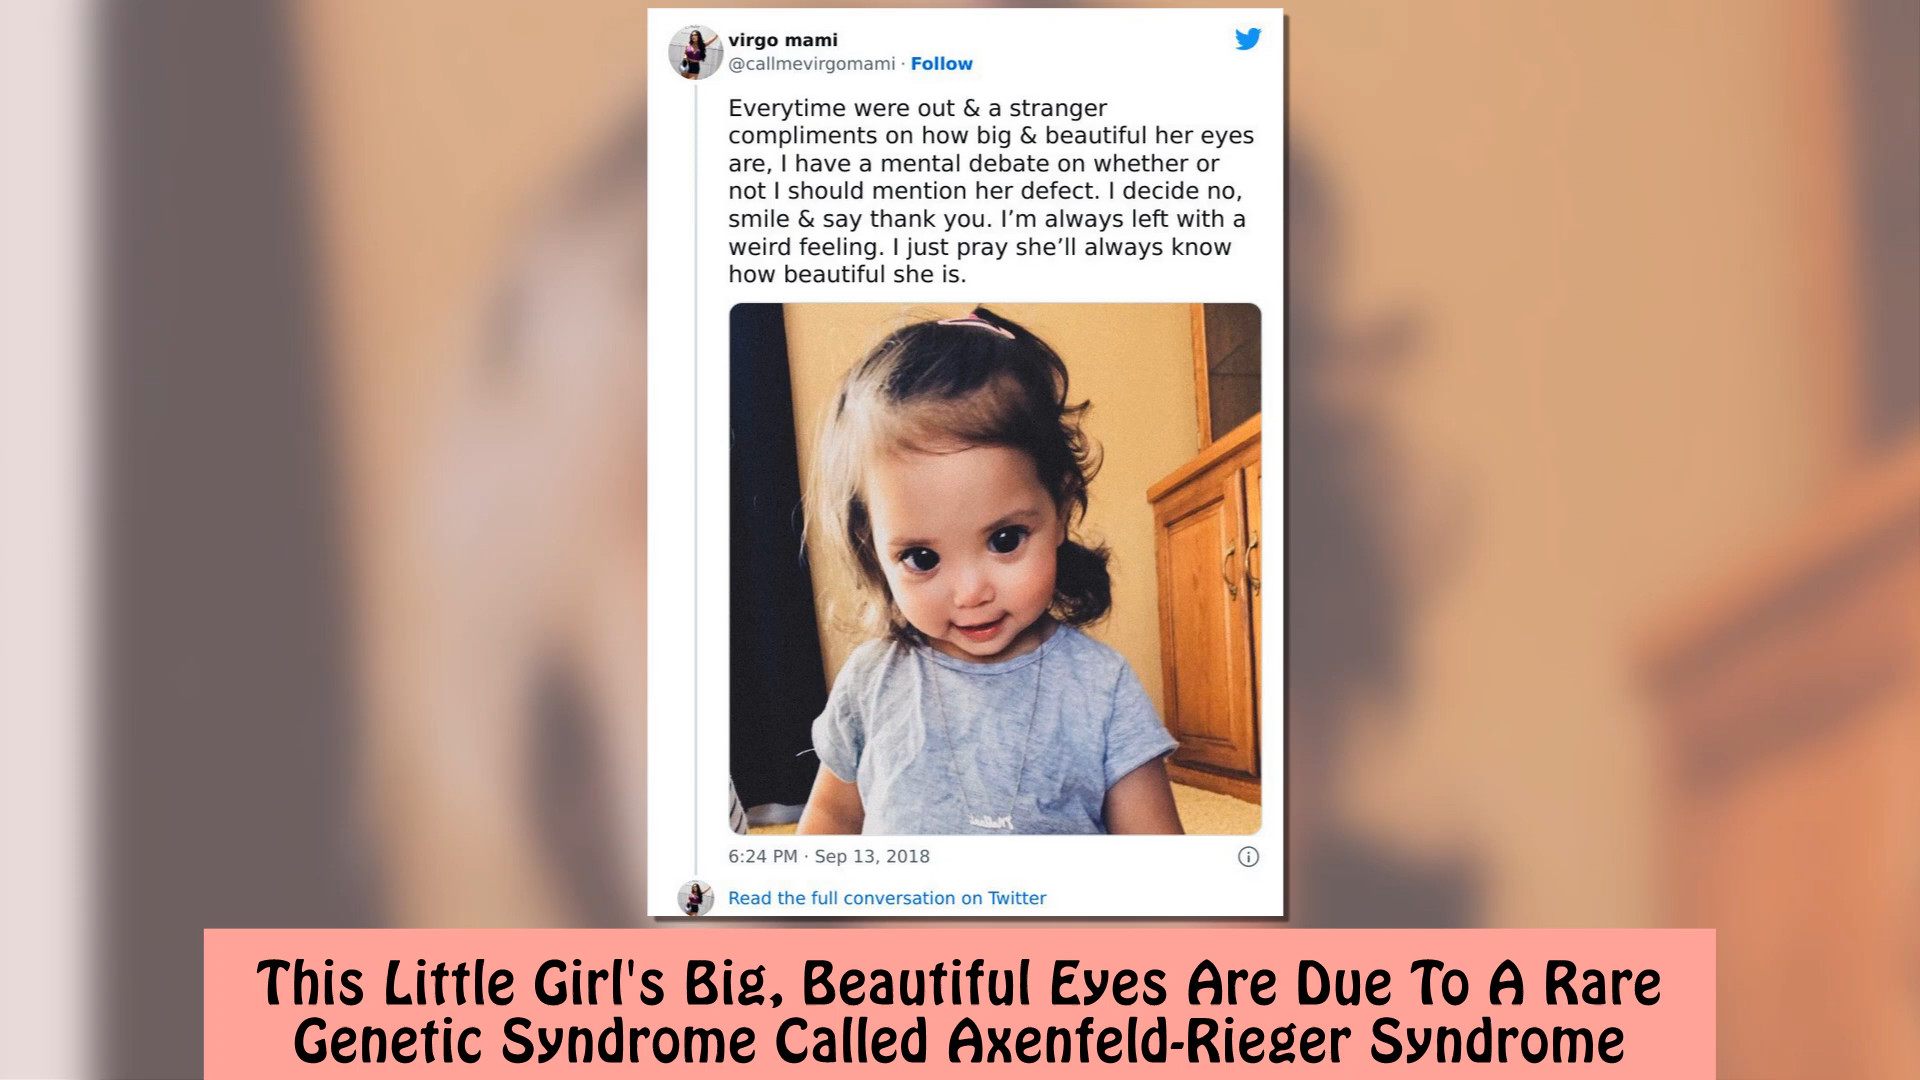 virgo mami
@callmevirgomami · Follow
Everytime were out & a stranger
compliments on how big & beautiful her eyes
are, I have a mental debate on whether or
not I should mention her defect. I decide no,
smile & say thank you. I’m always left with a
weird feeling. I just pray she’ll always know
how beautiful she is.
6:24 PM · Sep 13, 2018
Read the full conversation on Twitter
This Little Girl's Big, Beautiful Eyes Are Due To A Rare
Genetic Syndrome Called Axenfeld-Rieger Syndrome